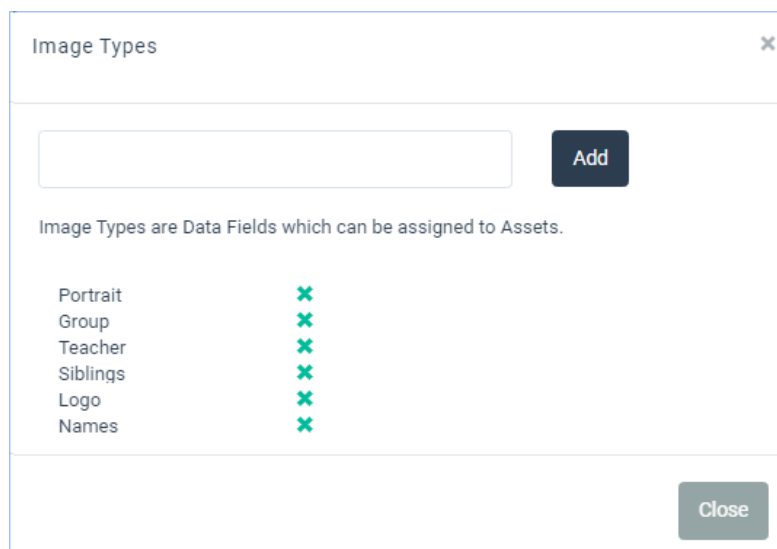 Image Types
Add
Image Types are Data Fields which can be assigned to Assets.
Portrait
Group
Teacher
Siblings
Logo
Names
Close